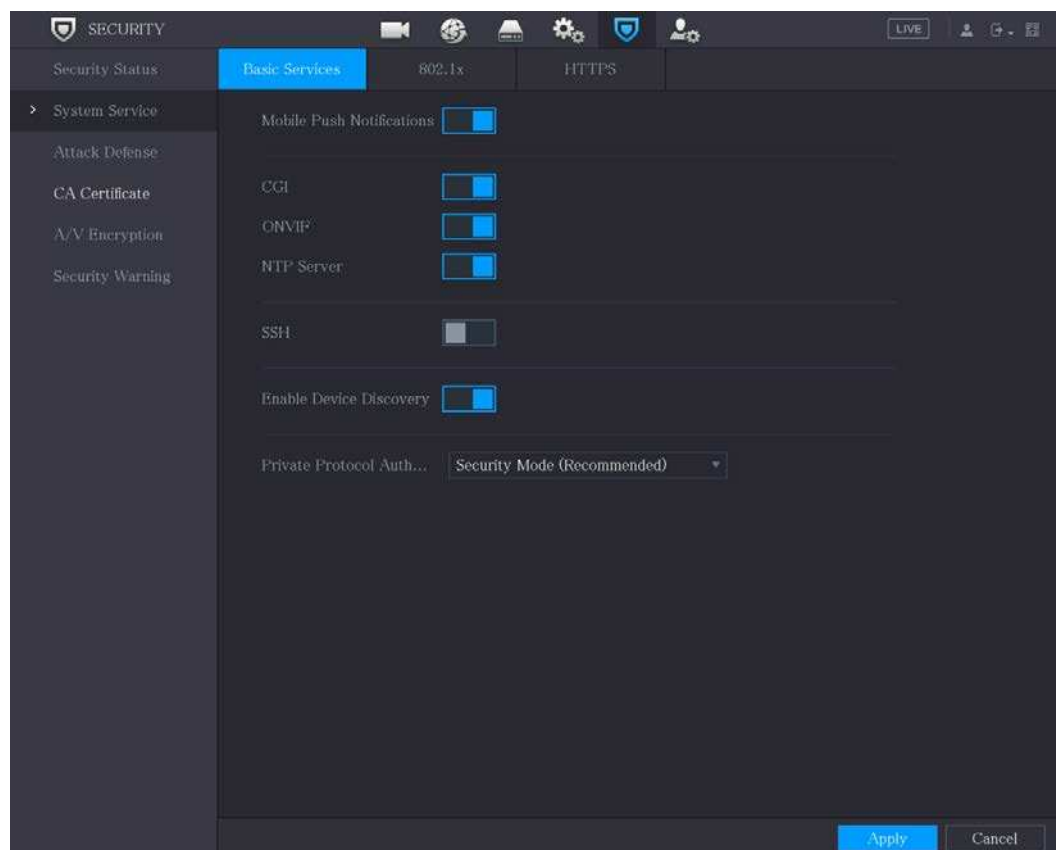 SECURITY
LIVE
Security Status
Basic Services 802.1x HTTPS
System Service
Mobile Push Notifications
Attack Defense
CA Certificate
CGI
A/V Encryption
ONVIF
Security Warning
NTP Server
SSH
Enable Device Discovery
Private Protocol Auth... Security Mode (Recommended)
Apply Cancel